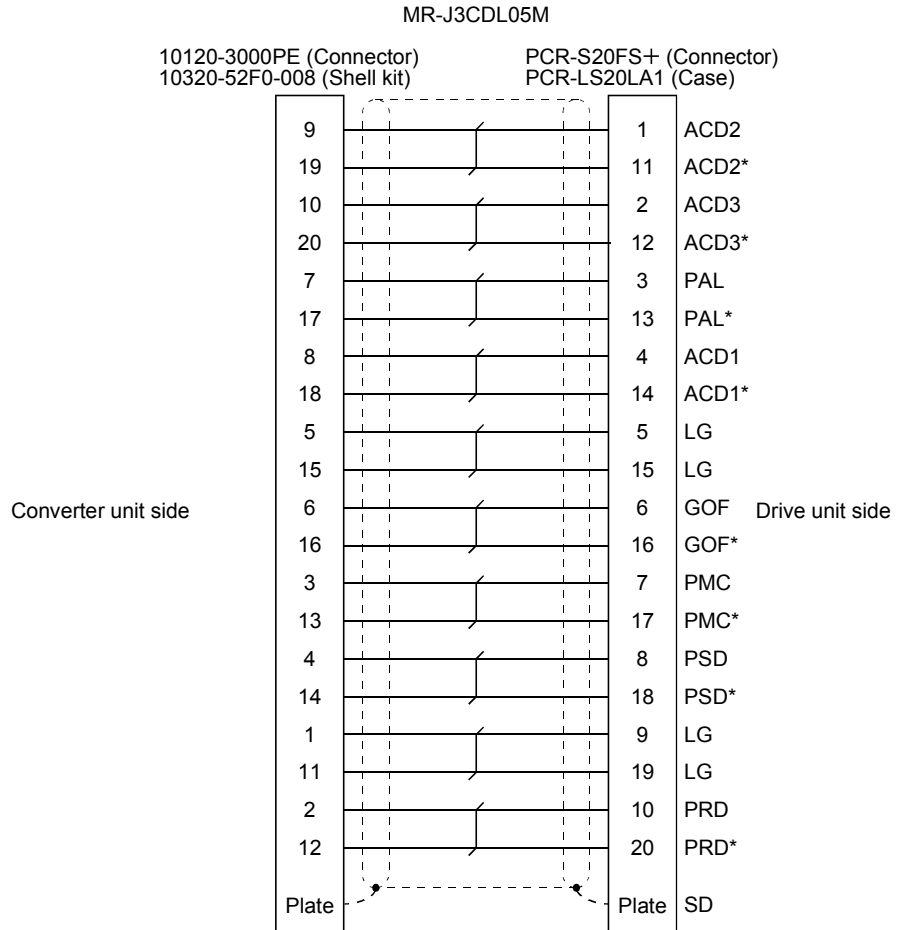 MR-J3CDL05M
10120-3000PE (Connector) PCR-S20FS+ (Connector)
10320-52F0-008 (Shell kit) PCR-LS20LA1 (Case)
9 1 ACD2
19 11 ACD2*
10 2 ACD3
20 12 ACD3*
7 3 PAL
17 13 PAL*
8 4 ACD1
18 14 ACD1*
5 5 LG
15 15 LG
Converter unit side 6 6 GOF Drive unit side
16 16 GOF*
3 7 PMC
13 17 PMC*
4 8 PSD
14 18 PSD*
1 9 LG
11 19 LG
2 10 PRD
12 20 PRD*
Plate Plate SD